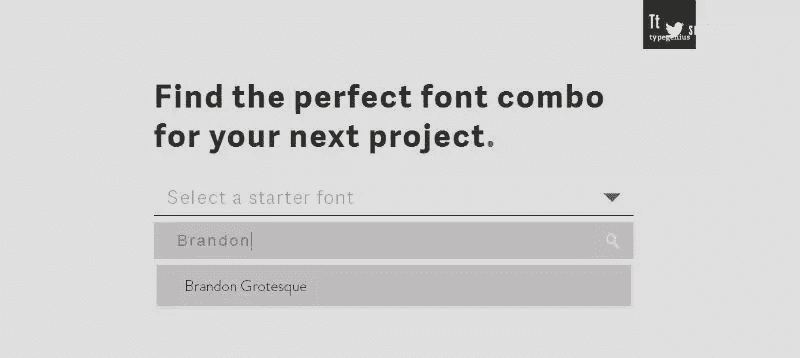 Tt
typegenius
Find the perfect font combo
for your next project.
Select a starter font
Brandon
Brandon Grotesque